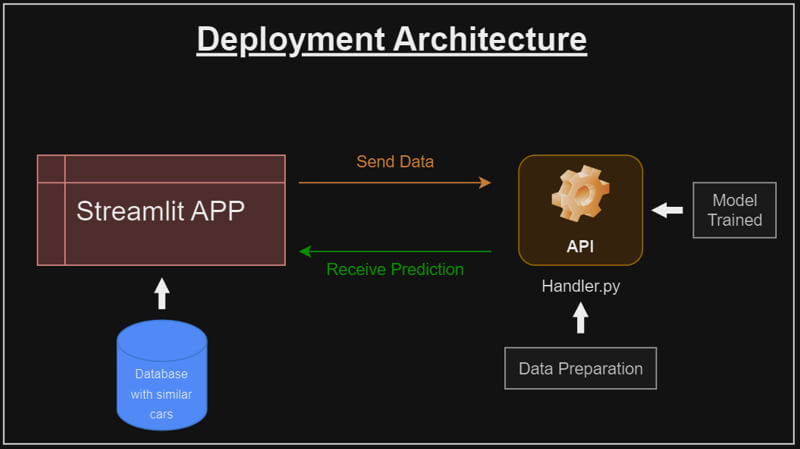 Deployment Architecture
Send Data
Streamlit APP
Model
Trained
API
Receive Prediction
Handler.py
Database
with similar
cars
Data Preparation